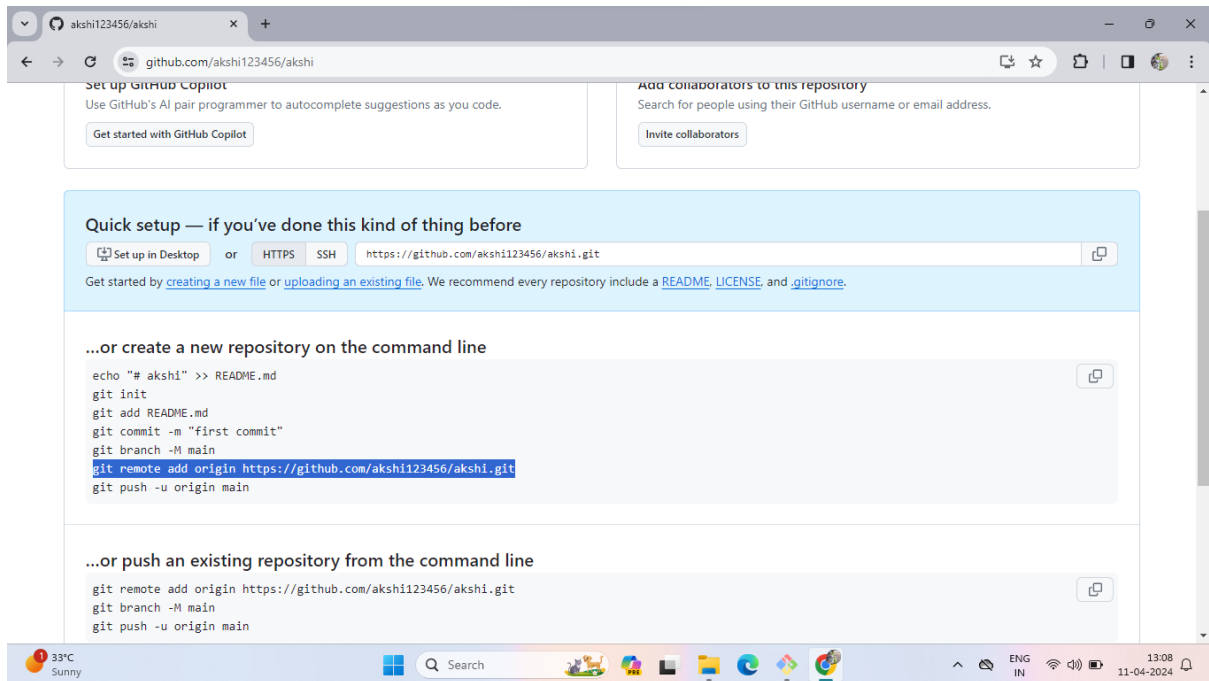 akshi123456/akshi
github.com/akshi123456/akshi
Set up GitHub Copilot
Use GitHub's AI pair programmer to autocomplete suggestions as you code.
Get started with GitHub Copilot
Add collaborators to this repository
Search for people using their GitHub username or email address.
Invite collaborators
Quick setup — if you've done this kind of thing before
Set up in Desktop or HTTPS SSH https://github.com/akshi123456/akshi.git
Get started by creating a new file or uploading an existing file. We recommend every repository include a README, LICENSE, and .gitignore.
...or create a new repository on the command line
echo "# akshi" >> README.md
git init
git add README.md
git commit -m "first commit"
git branch -M main
git remote add origin https://github.com/akshi123456/akshi.git
git push -u origin main
...or push an existing repository from the command line
git remote add origin https://github.com/akshi123456/akshi.git
git branch -M main
git push -u origin main
1
33°C
Sunny
Search
PRE
ENG
IN
13:08
11-04-2024